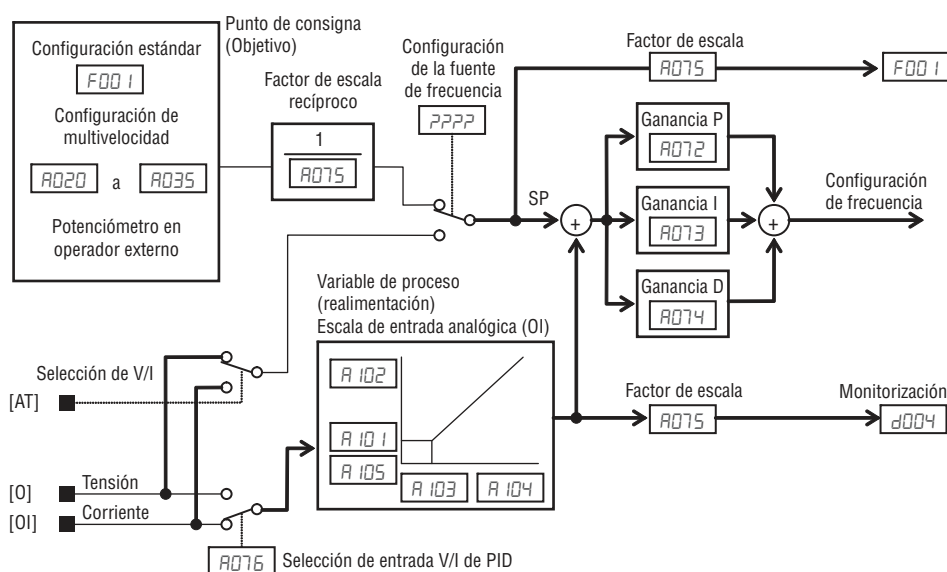 Configuración estándar
F001
Configuración de
multivelocidad
A020 a A035
Potenciómetro en
operador externo
Punto de consigna
(Objetivo)
Factor de escala
recíproco
1
A075
Configuración
de la fuente
de frecuencia
????
Factor de escala
A075
F001
SP
+
Ganancia P
A072
Ganancia I
A073
Ganancia D
A074
+
Configuración
de frecuencia
Variable de proceso
(realimentación)
Escala de entrada analógica (OI)
A102
A101
A105
A103 A104
Factor de escala
A075
Monitorización
d004
Selección de V/I
[AT]
[O] Tensión
[OI] Corriente
A076 Selección de entrada V/I de PID